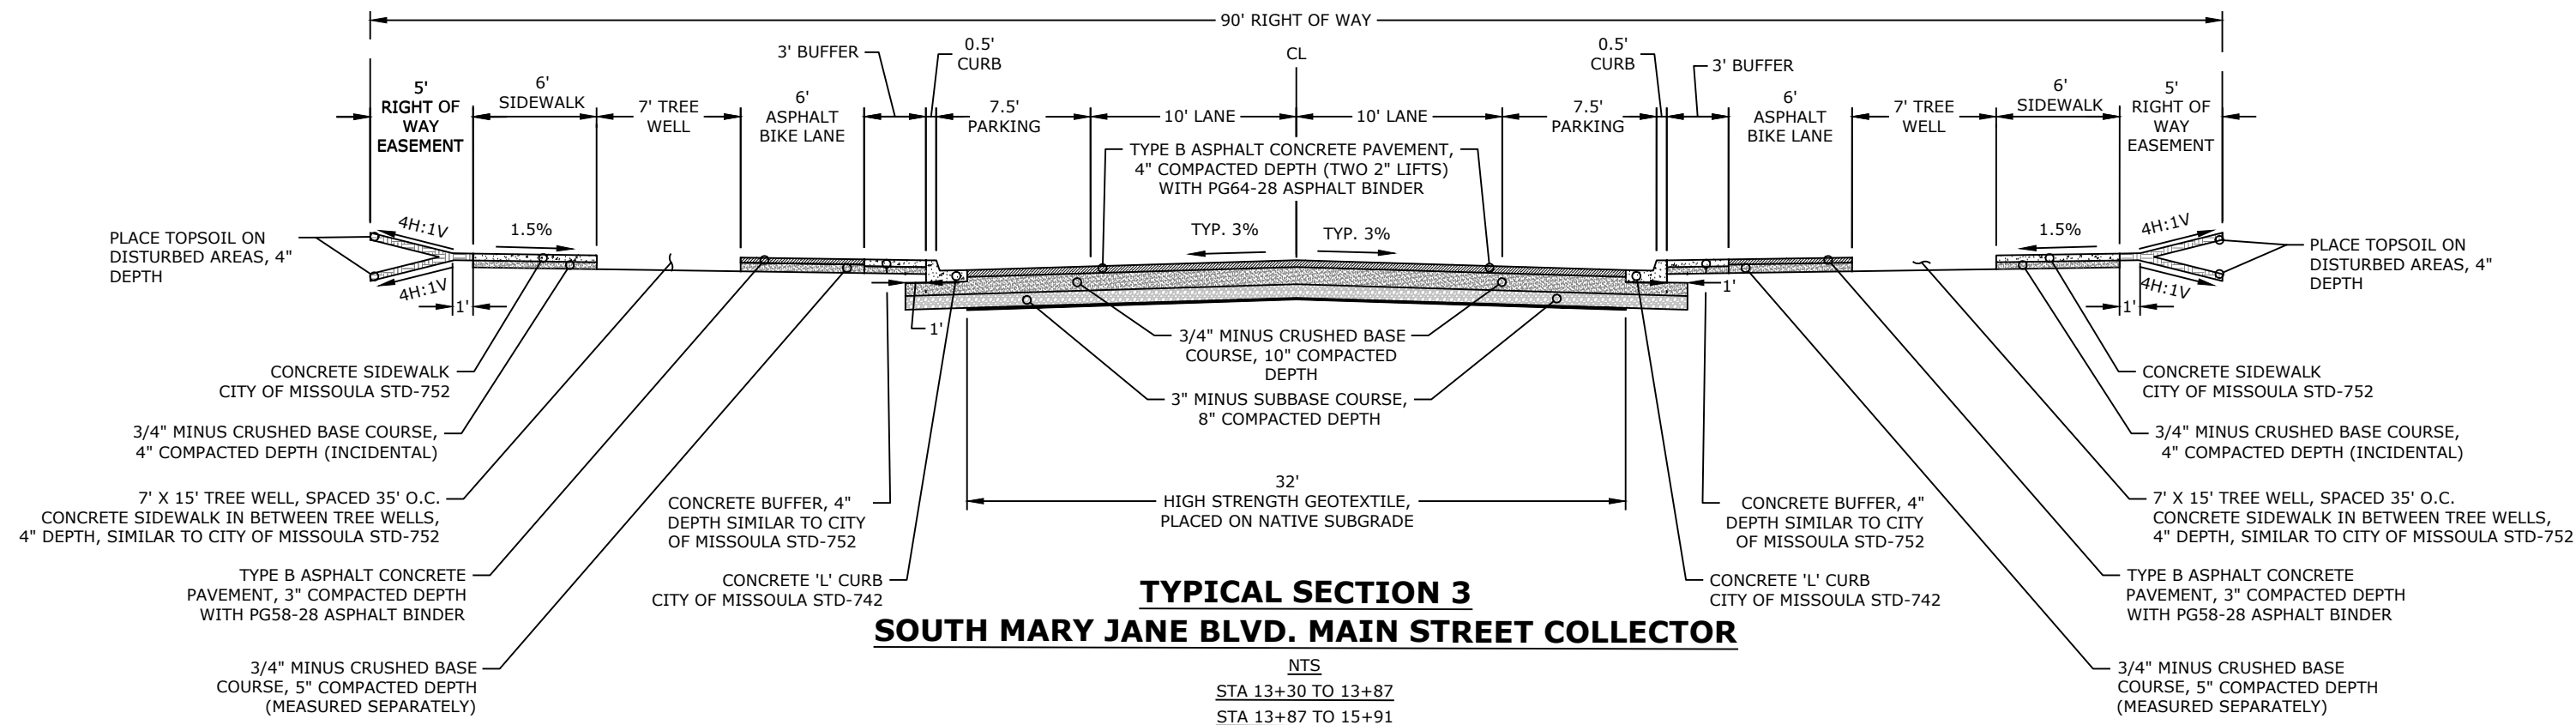 90' RIGHT OF WAY
3' BUFFER
0.5'
CURB
CL
0.5'
CURB
3' BUFFER
5'
RIGHT OF
WAY
EASEMENT
6'
SIDEWALK
7' TREE
WELL
6'
ASPHALT
BIKE LANE
7.5'
PARKING
10' LANE
10' LANE
7.5'
PARKING
6'
ASPHALT
BIKE LANE
7' TREE
WELL
6'
SIDEWALK
5'
RIGHT OF
WAY
EASEMENT
TYPE B ASPHALT CONCRETE PAVEMENT,
4" COMPACTED DEPTH (TWO 2" LIFTS)
WITH PG64-28 ASPHALT BINDER
PLACE TOPSOIL ON
DISTURBED AREAS, 4"
DEPTH
4H:1V
4H:1V
1'
1.5%
TYP. 3%
TYP. 3%
1.5%
4H:1V
4H:1V
1'
PLACE TOPSOIL ON
DISTURBED AREAS, 4"
DEPTH
1'
1'
3/4" MINUS CRUSHED BASE
COURSE, 10" COMPACTED
DEPTH
3" MINUS SUBBASE COURSE,
8" COMPACTED DEPTH
32'
HIGH STRENGTH GEOTEXTILE,
PLACED ON NATIVE SUBGRADE
CONCRETE SIDEWALK
CITY OF MISSOULA STD-752
3/4" MINUS CRUSHED BASE COURSE,
4" COMPACTED DEPTH (INCIDENTAL)
7' X 15' TREE WELL, SPACED 35' O.C.
CONCRETE SIDEWALK IN BETWEEN TREE WELLS,
4" DEPTH, SIMILAR TO CITY OF MISSOULA STD-752
TYPE B ASPHALT CONCRETE
PAVEMENT, 3" COMPACTED DEPTH
WITH PG58-28 ASPHALT BINDER
3/4" MINUS CRUSHED BASE
COURSE, 5" COMPACTED DEPTH
(MEASURED SEPARATELY)
CONCRETE BUFFER, 4"
DEPTH SIMILAR TO CITY
OF MISSOULA STD-752
CONCRETE 'L' CURB
CITY OF MISSOULA STD-742
CONCRETE BUFFER, 4"
DEPTH SIMILAR TO CITY
OF MISSOULA STD-752
CONCRETE 'L' CURB
CITY OF MISSOULA STD-742
CONCRETE SIDEWALK
CITY OF MISSOULA STD-752
3/4" MINUS CRUSHED BASE COURSE,
4" COMPACTED DEPTH (INCIDENTAL)
7' X 15' TREE WELL, SPACED 35' O.C.
CONCRETE SIDEWALK IN BETWEEN TREE WELLS,
4" DEPTH, SIMILAR TO CITY OF MISSOULA STD-752
TYPE B ASPHALT CONCRETE
PAVEMENT, 3" COMPACTED DEPTH
WITH PG58-28 ASPHALT BINDER
3/4" MINUS CRUSHED BASE
COURSE, 5" COMPACTED DEPTH
(MEASURED SEPARATELY)
TYPICAL SECTION 3
SOUTH MARY JANE BLVD. MAIN STREET COLLECTOR
NTS
STA 13+30 TO 13+87
STA 13+87 TO 15+91